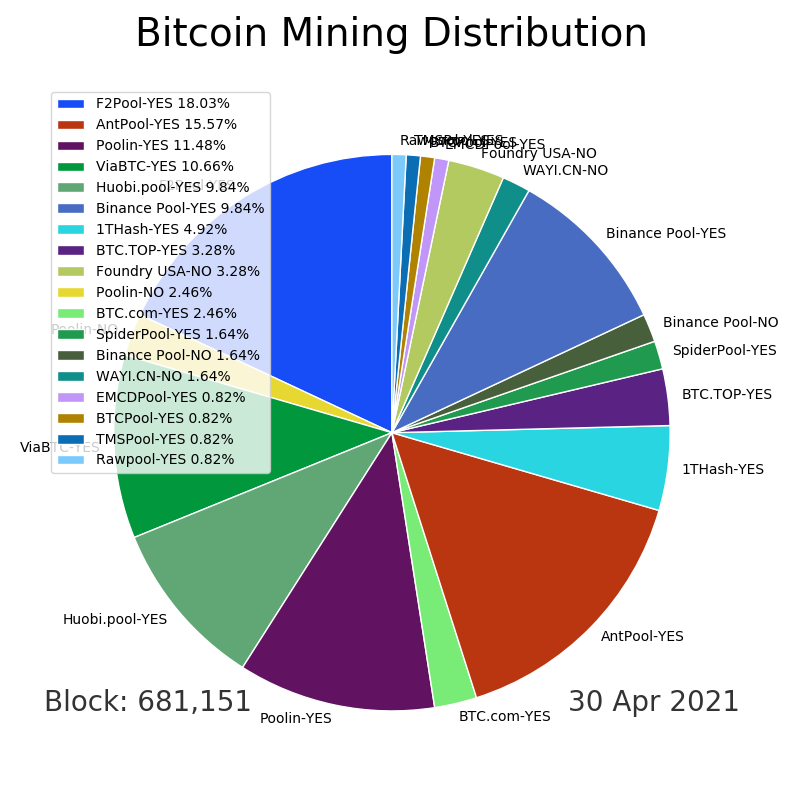 Bitcoin Mining Distribution
F2Pool-YES 18.03%
AntPool-YES 15.57%
Poolin-YES 11.48%
ViaBTC-YES 10.66%
Huobi.pool-YES 9.84%
Binance Pool-YES 9.84%
1THash-YES 4.92%
BTC.TOP-YES 3.28%
Foundry USA-NO 3.28%
Poolin-NO 2.46%
BTC.com-YES 2.46%
SpiderPool-YES 1.64%
Binance Pool-NO 1.64%
WAYI.CN-NO 1.64%
EMCDPool-YES 0.82%
BTCPool-YES 0.82%
TMSPool-YES 0.82%
Rawpool-YES 0.82%
EMCDPool-YES
Foundry USA-NO
WAYI.CN-NO
Binance Pool-YES
Binance Pool-NO
SpiderPool-YES
BTC.TOP-YES
1THash-YES
AntPool-YES
BTC.com-YES
Poolin-YES
Huobi.pool-YES
ViaBTC-YES
Poolin-NO
Block: 681,151
30 Apr 2021